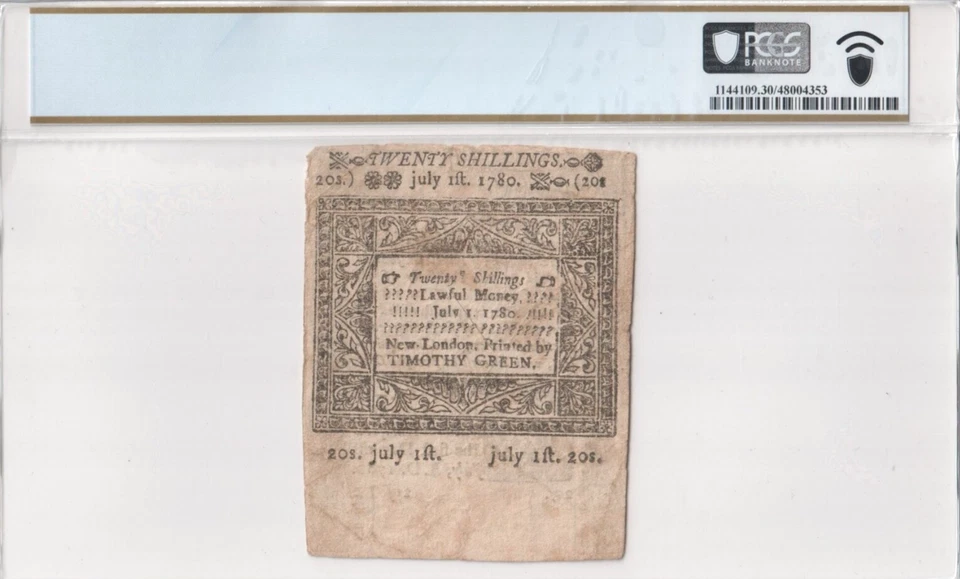 PCGS
BANKNOTE
1144109.30/48004353
TWENTY SHILLINGS.
20s.) july 1ſt. 1780. (20s
Twenty Shillings
?????Lawful Money, ????
!!!!! July 1. 1780. !!!!!
????????????? ??????????
New-London, Printed by
TIMOTHY GREEN.
20s. july 1ſt. july 1ſt. 20s.